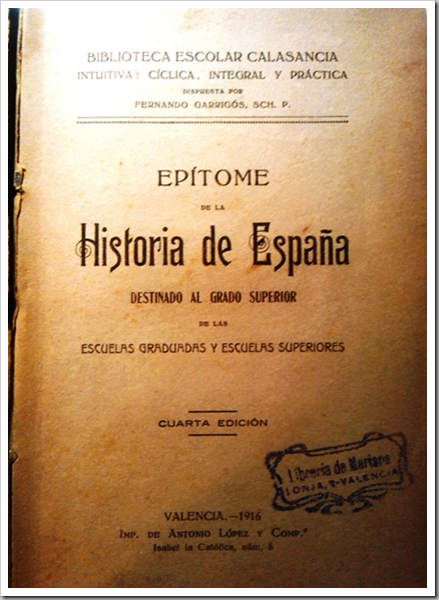 BIBLIOTECA ESCOLAR CALASANCIA
INTUITIVA, CÍCLICA, INTEGRAL Y PRÁCTICA
DISPUESTA POR
FERNANDO GARRIGÓS, SCH. P.
EPÍTOME
DE LA
Historia de España
DESTINADO AL GRADO SUPERIOR
DE LAS
ESCUELAS GRADUADAS Y ESCUELAS SUPERIORES
CUARTA EDICIÓN
Librería de Mariana
LONJA, 7-VALENCIA
VALENCIA.—1916
IMP. DE ANTONIO LÓPEZ Y COMP.ª
Isabel la Católica, núm. 5